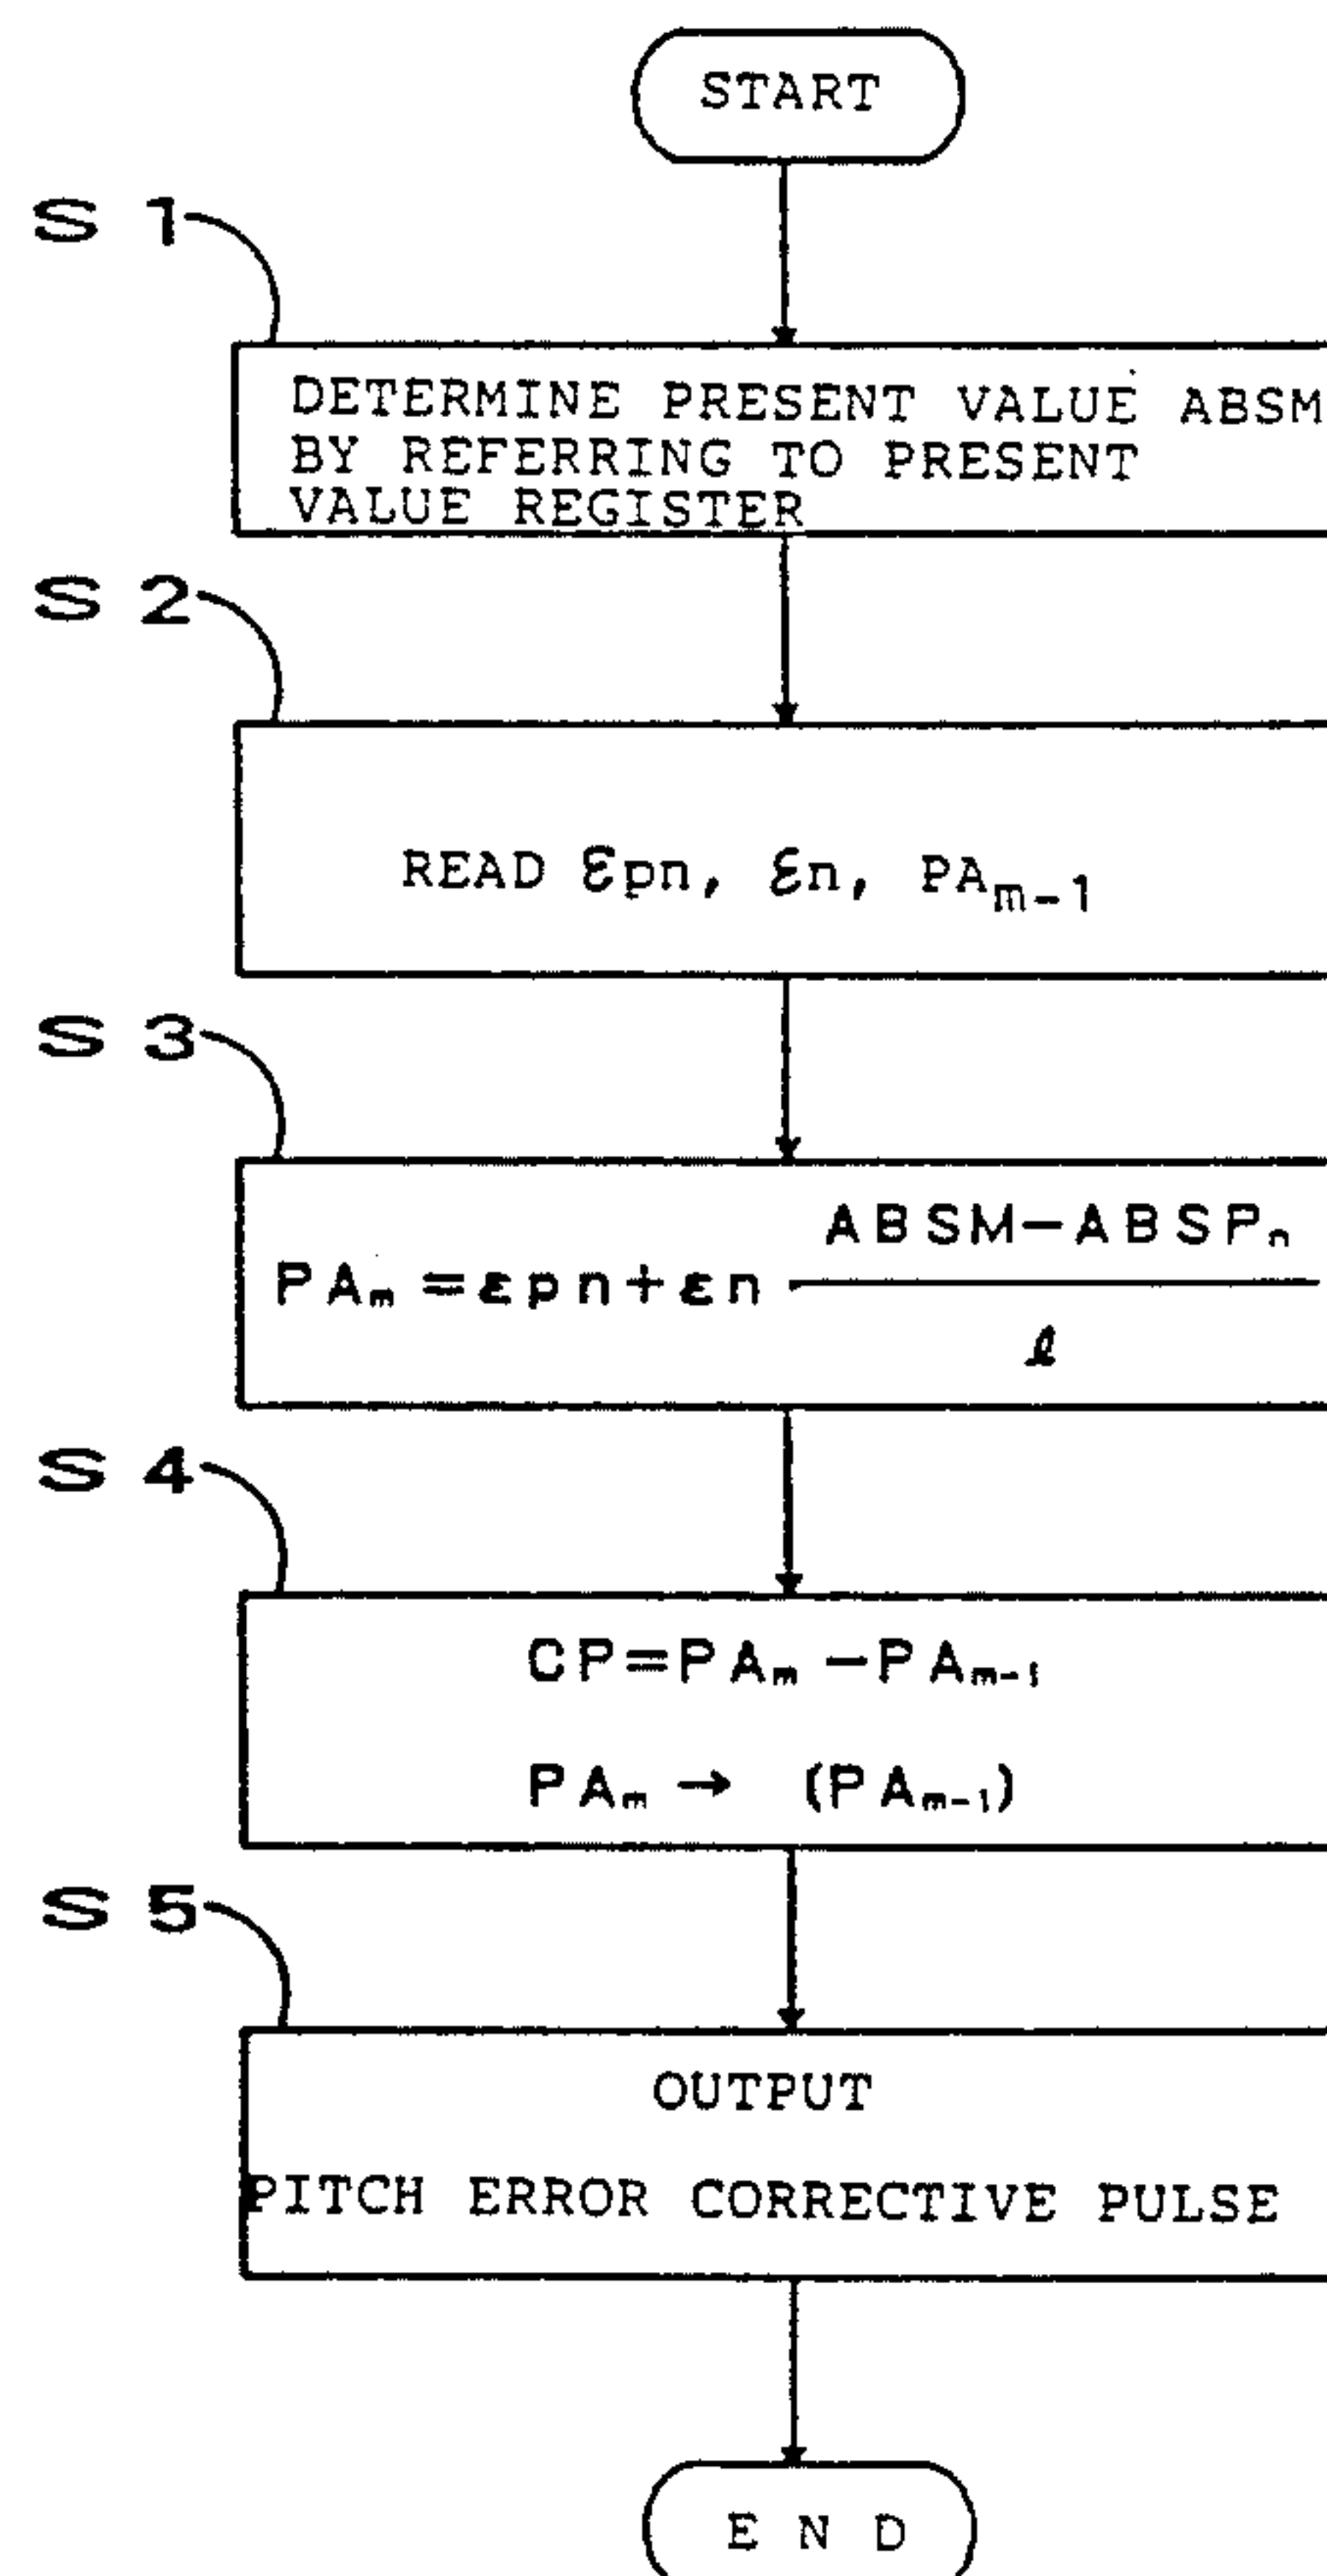 START
S 1
DETERMINE PRESENT VALUE ABSM
BY REFERRING TO PRESENT
VALUE REGISTER
S 2
READ εpn, εn, PAₘ₋₁
S 3
PAₘ = εpn + εn (ABSM − ABSPₙ) / ℓ
S 4
CP = PAₘ − PAₘ₋₁
PAₘ → (PAₘ₋₁)
S 5
OUTPUT
PITCH ERROR CORRECTIVE PULSE
E N D